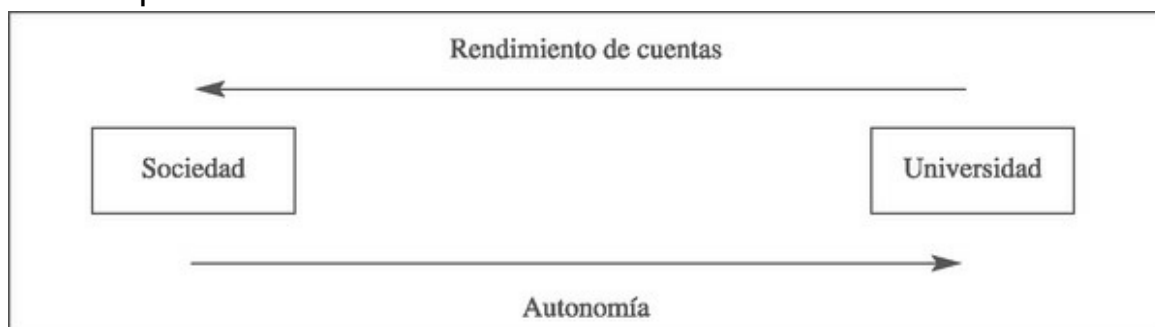 Rendimiento de cuentas
Sociedad
Universidad
Autonomía